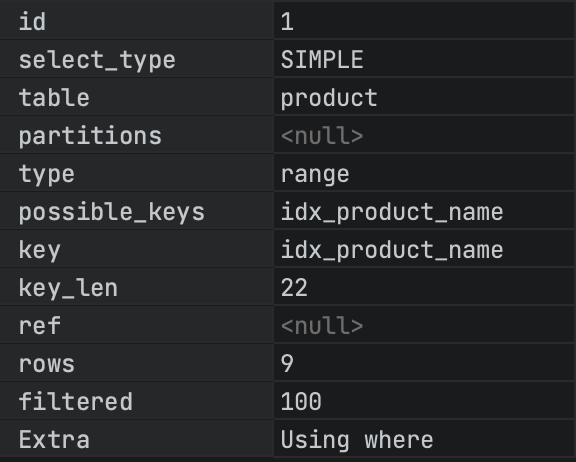 id 1
select_type SIMPLE
table product
partitions <null>
type range
possible_keys idx_product_name
key idx_product_name
key_len 22
ref <null>
rows 9
filtered 100
Extra Using where